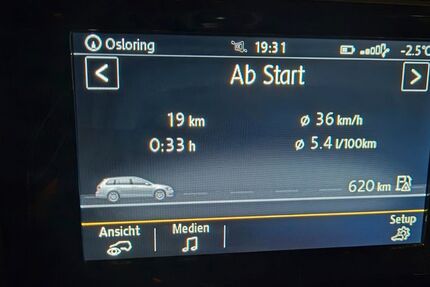 Osloring 19:31 -2.5°C
< Ab Start >
19 km ø 36 km/h
0:33 h ø 5.4 l/100km
620 km
Ansicht Medien Setup